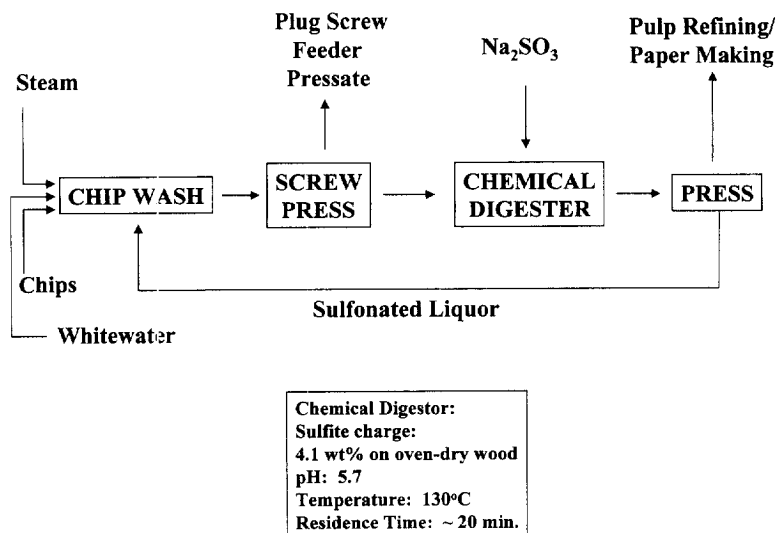 Plug Screw
Feeder
Pressate
Pulp Refining/
Paper Making
Na₂SO₃
Steam
CHIP WASH
SCREW
PRESS
CHEMICAL
DIGESTER
PRESS
Chips
Whitewater
Sulfonated Liquor
Chemical Digestor:
Sulfite charge:
4.1 wt% on oven-dry wood
pH: 5.7
Temperature: 130°C
Residence Time: ~ 20 min.